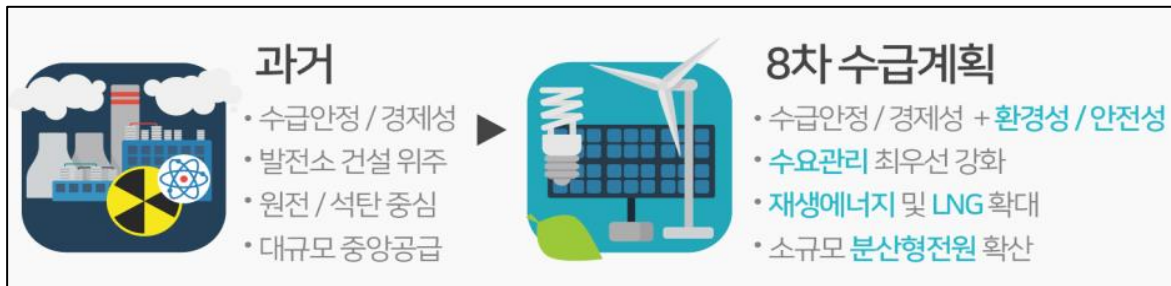 과거
• 수급안정 / 경제성
• 발전소 건설 위주
• 원전 / 석탄 중심
• 대규모 중앙공급
8차 수급계획
• 수급안정 / 경제성 + 환경성 / 안전성
• 수요관리 최우선 강화
• 재생에너지 및 LNG 확대
• 소규모 분산형전원 확산